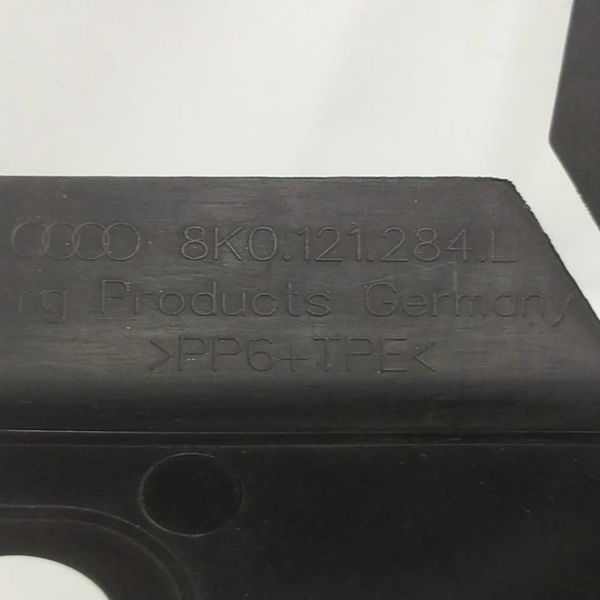 8K0.121.284.L
Products Germany
>PP6+TPE<